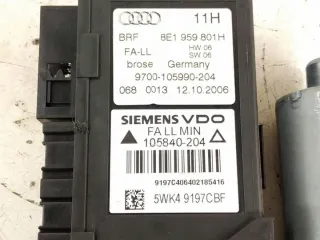 11H
BRF 8E1 959 801H
FA-LL HW 06
SW 06
brose Germany
9700-105990-204
068 0013 12.10.2006
SIEMENS VDO
FA LL MIN
105840-204
9197C406402185416
5WK4 9197CBF